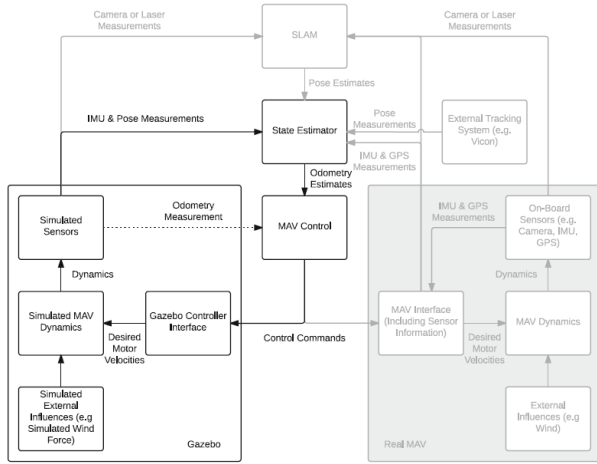 Camera or Laser
Measurements
SLAM
Camera or Laser
Measurements
Pose Estimates
IMU & Pose Measurements
State Estimator
Pose
Measurements
External Tracking
System (e.g.
Vicon)
IMU & GPS
Measurements
Odometry
Estimates
Simulated
Sensors
Odometry
Measurement
MAV Control
IMU & GPS
Measurements
On-Board
Sensors (e.g.
Camera, IMU,
GPS)
Dynamics
Dynamics
Simulated MAV
Dynamics
Desired
Motor
Velocities
Gazebo Controller
Interface
Control Commands
MAV Interface
(Including Sensor
Information)
Desired
Motor
Velocities
MAV Dynamics
Simulated
External
Influences (e.g
Simulated Wind
Force)
Gazebo
Real MAV
External
Influences (e.g
Wind)